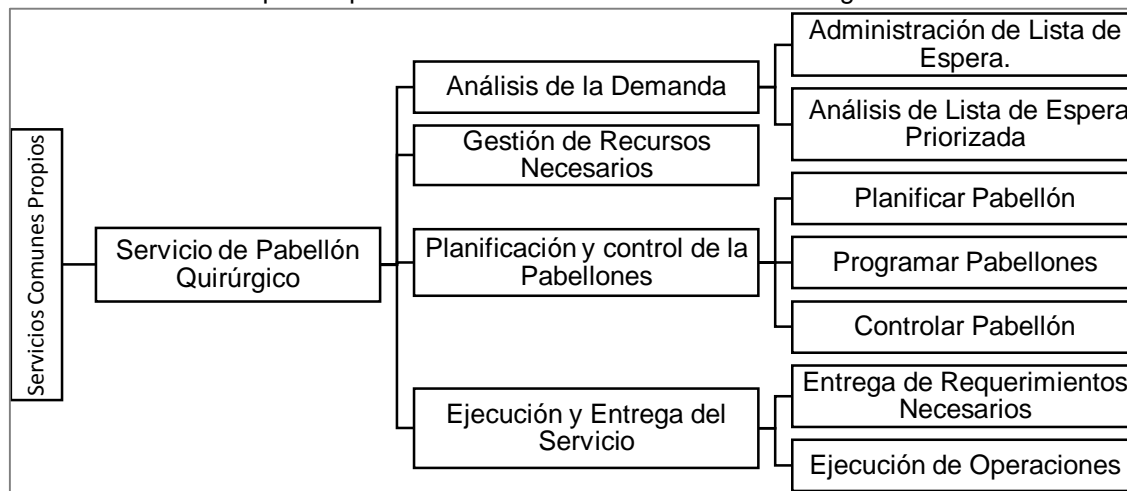 Servicios Comunes Propios
Servicio de Pabellón
Quirúrgico
Análisis de la Demanda
Administración de Lista de
Espera.
Análisis de Lista de Espera
Priorizada
Gestión de Recursos
Necesarios
Planificación y control de la
Pabellones
Planificar Pabellón
Programar Pabellones
Controlar Pabellón
Ejecución y Entrega del
Servicio
Entrega de Requerimientos
Necesarios
Ejecución de Operaciones